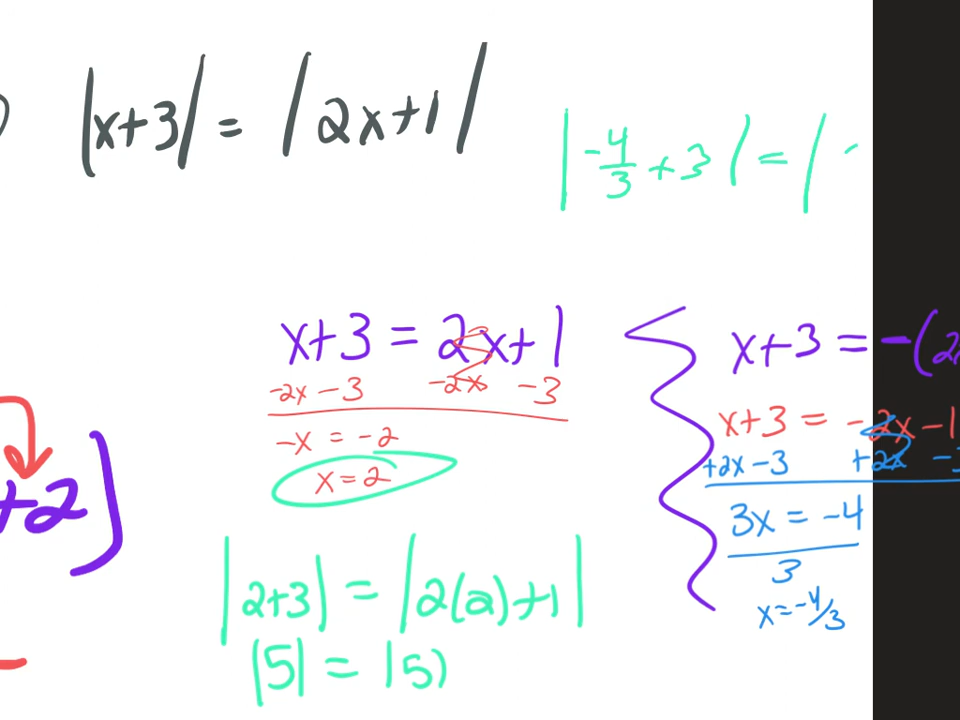 |x+3| = |2x+1|
|-4/3 + 3| = | -
x+3 = 2x+1
-2x -3 -2x -3
-x = -2
x = 2
|2+3| = |2(2)+1|
|5| = |5|
x+3 = -(2
x+3 = -2x -1
+2x -3 +2x -
3x = -4
3
x = -4/3
+2)